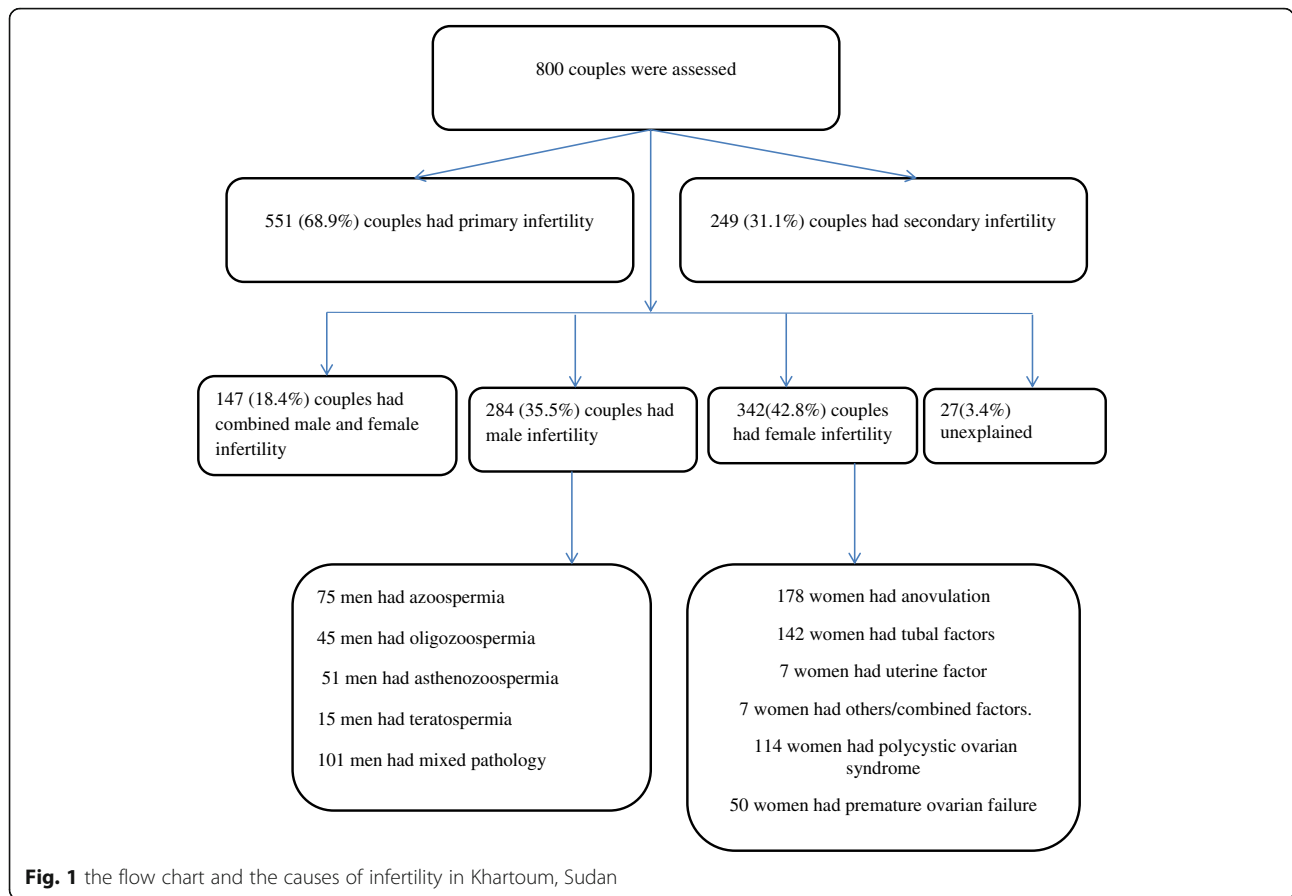 800 couples were assessed
551 (68.9%) couples had primary infertility
249 (31.1%) couples had secondary infertility
147 (18.4%) couples had
combined male and female
infertility
284 (35.5%) couples had
male infertility
342(42.8%) couples
had female infertility
27(3.4%)
unexplained
75 men had azoospermia
45 men had oligozoospermia
51 men had asthenozoospermia
15 men had teratospermia
101 men had mixed pathology
178 women had anovulation
142 women had tubal factors
7 women had uterine factor
7 women had others/combined factors.
114 women had polycystic ovarian
syndrome
50 women had premature ovarian failure
Fig. 1 the flow chart and the causes of infertility in Khartoum, Sudan